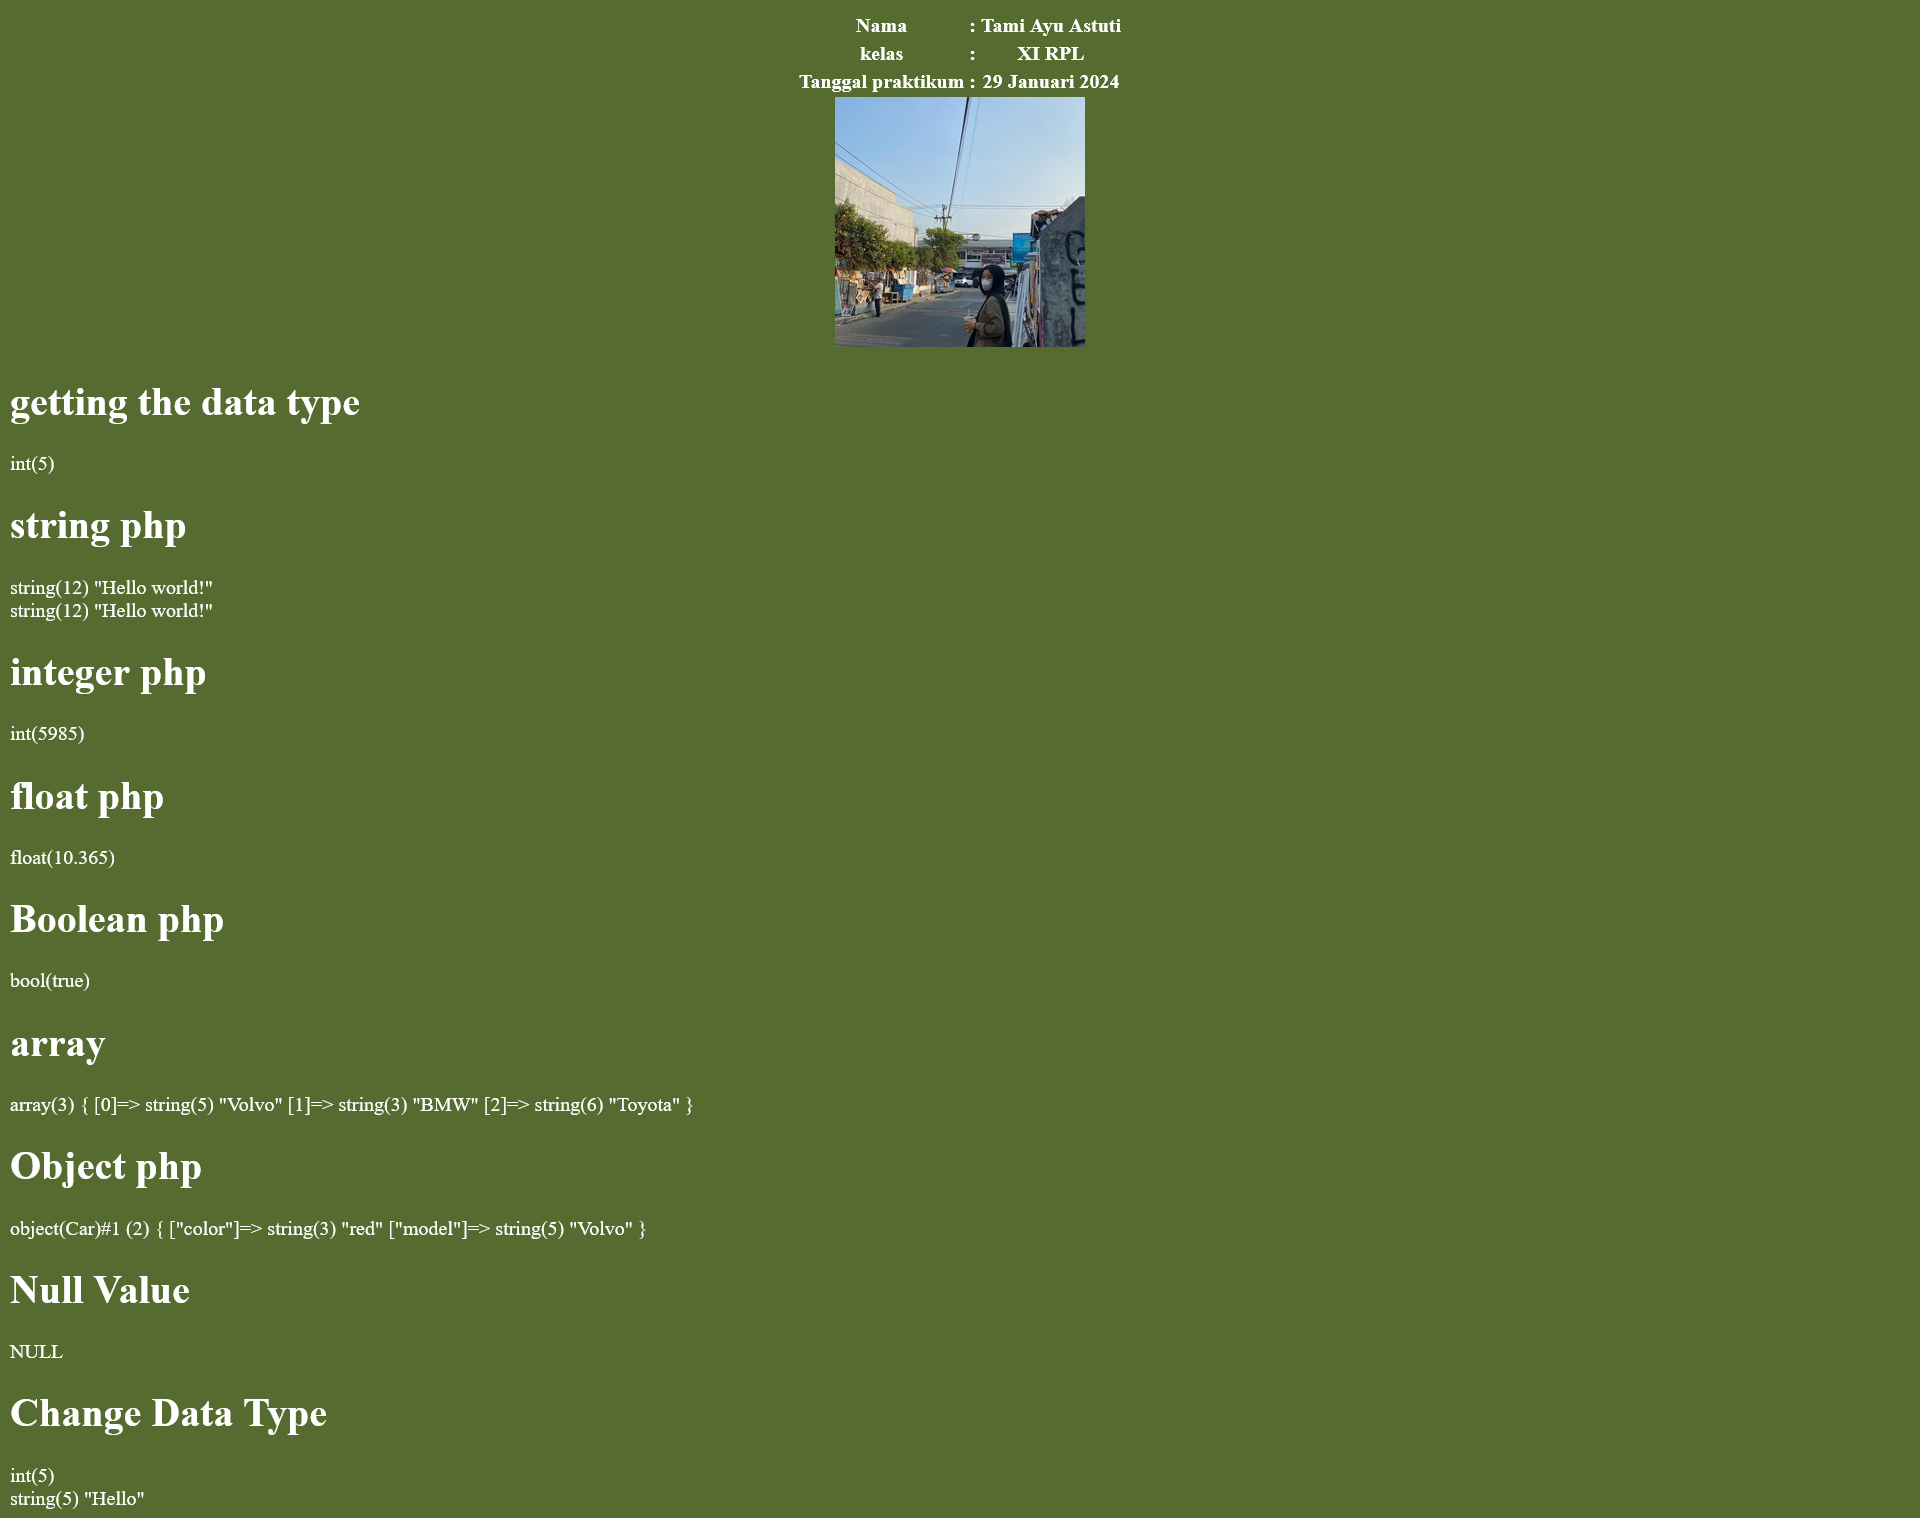 Nama : Tami Ayu Astuti
kelas : XI RPL
Tanggal praktikum : 29 Januari 2024
getting the data type
int(5)
string php
string(12) "Hello world!"
string(12) "Hello world!"
integer php
int(5985)
float php
float(10.365)
Boolean php
bool(true)
array
array(3) { [0]=> string(5) "Volvo" [1]=> string(3) "BMW" [2]=> string(6) "Toyota" }
Object php
object(Car)#1 (2) { ["color"]=> string(3) "red" ["model"]=> string(5) "Volvo" }
Null Value
NULL
Change Data Type
int(5)
string(5) "Hello"